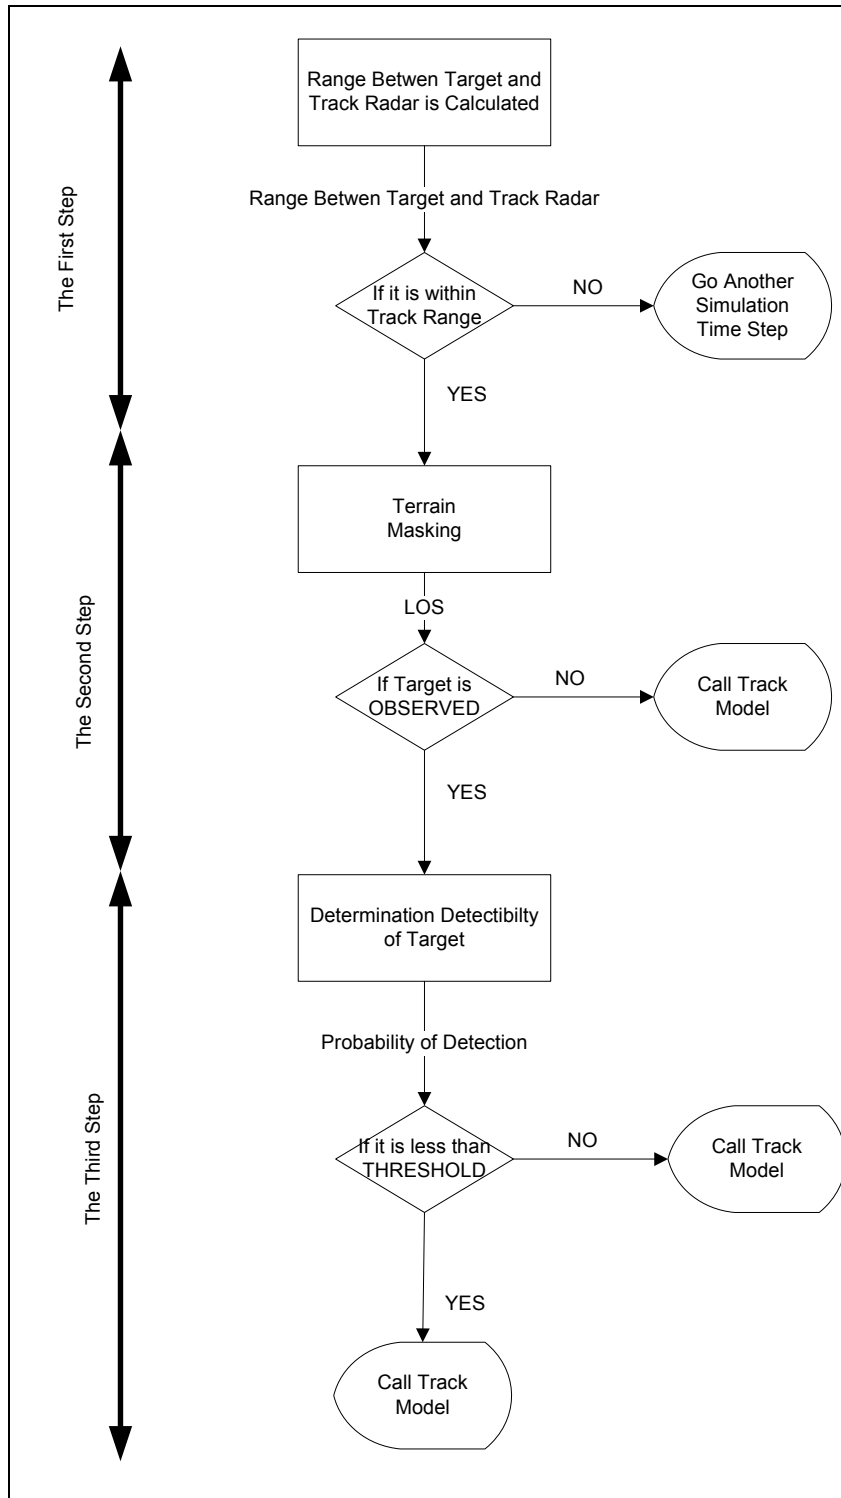 The First Step
Range Betwen Target and
Track Radar is Calculated
Range Betwen Target and Track Radar
If it is within
Track Range
NO
Go Another
Simulation
Time Step
YES
The Second Step
Terrain
Masking
LOS
If Target is
OBSERVED
NO
Call Track
Model
YES
The Third Step
Determination Detectibilty
of Target
Probability of Detection
If it is less than
THRESHOLD
NO
Call Track
Model
YES
Call Track
Model